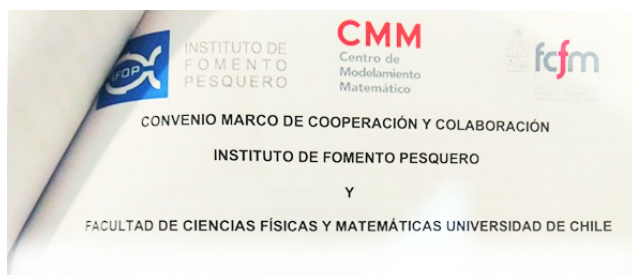 iFOP
INSTITUTO DE
FOMENTO
PESQUERO
CMM
Centro de
Modelamiento
Matemático
fcfm
CONVENIO MARCO DE COOPERACIÓN Y COLABORACIÓN
INSTITUTO DE FOMENTO PESQUERO
Y
FACULTAD DE CIENCIAS FÍSICAS Y MATEMÁTICAS UNIVERSIDAD DE CHILE